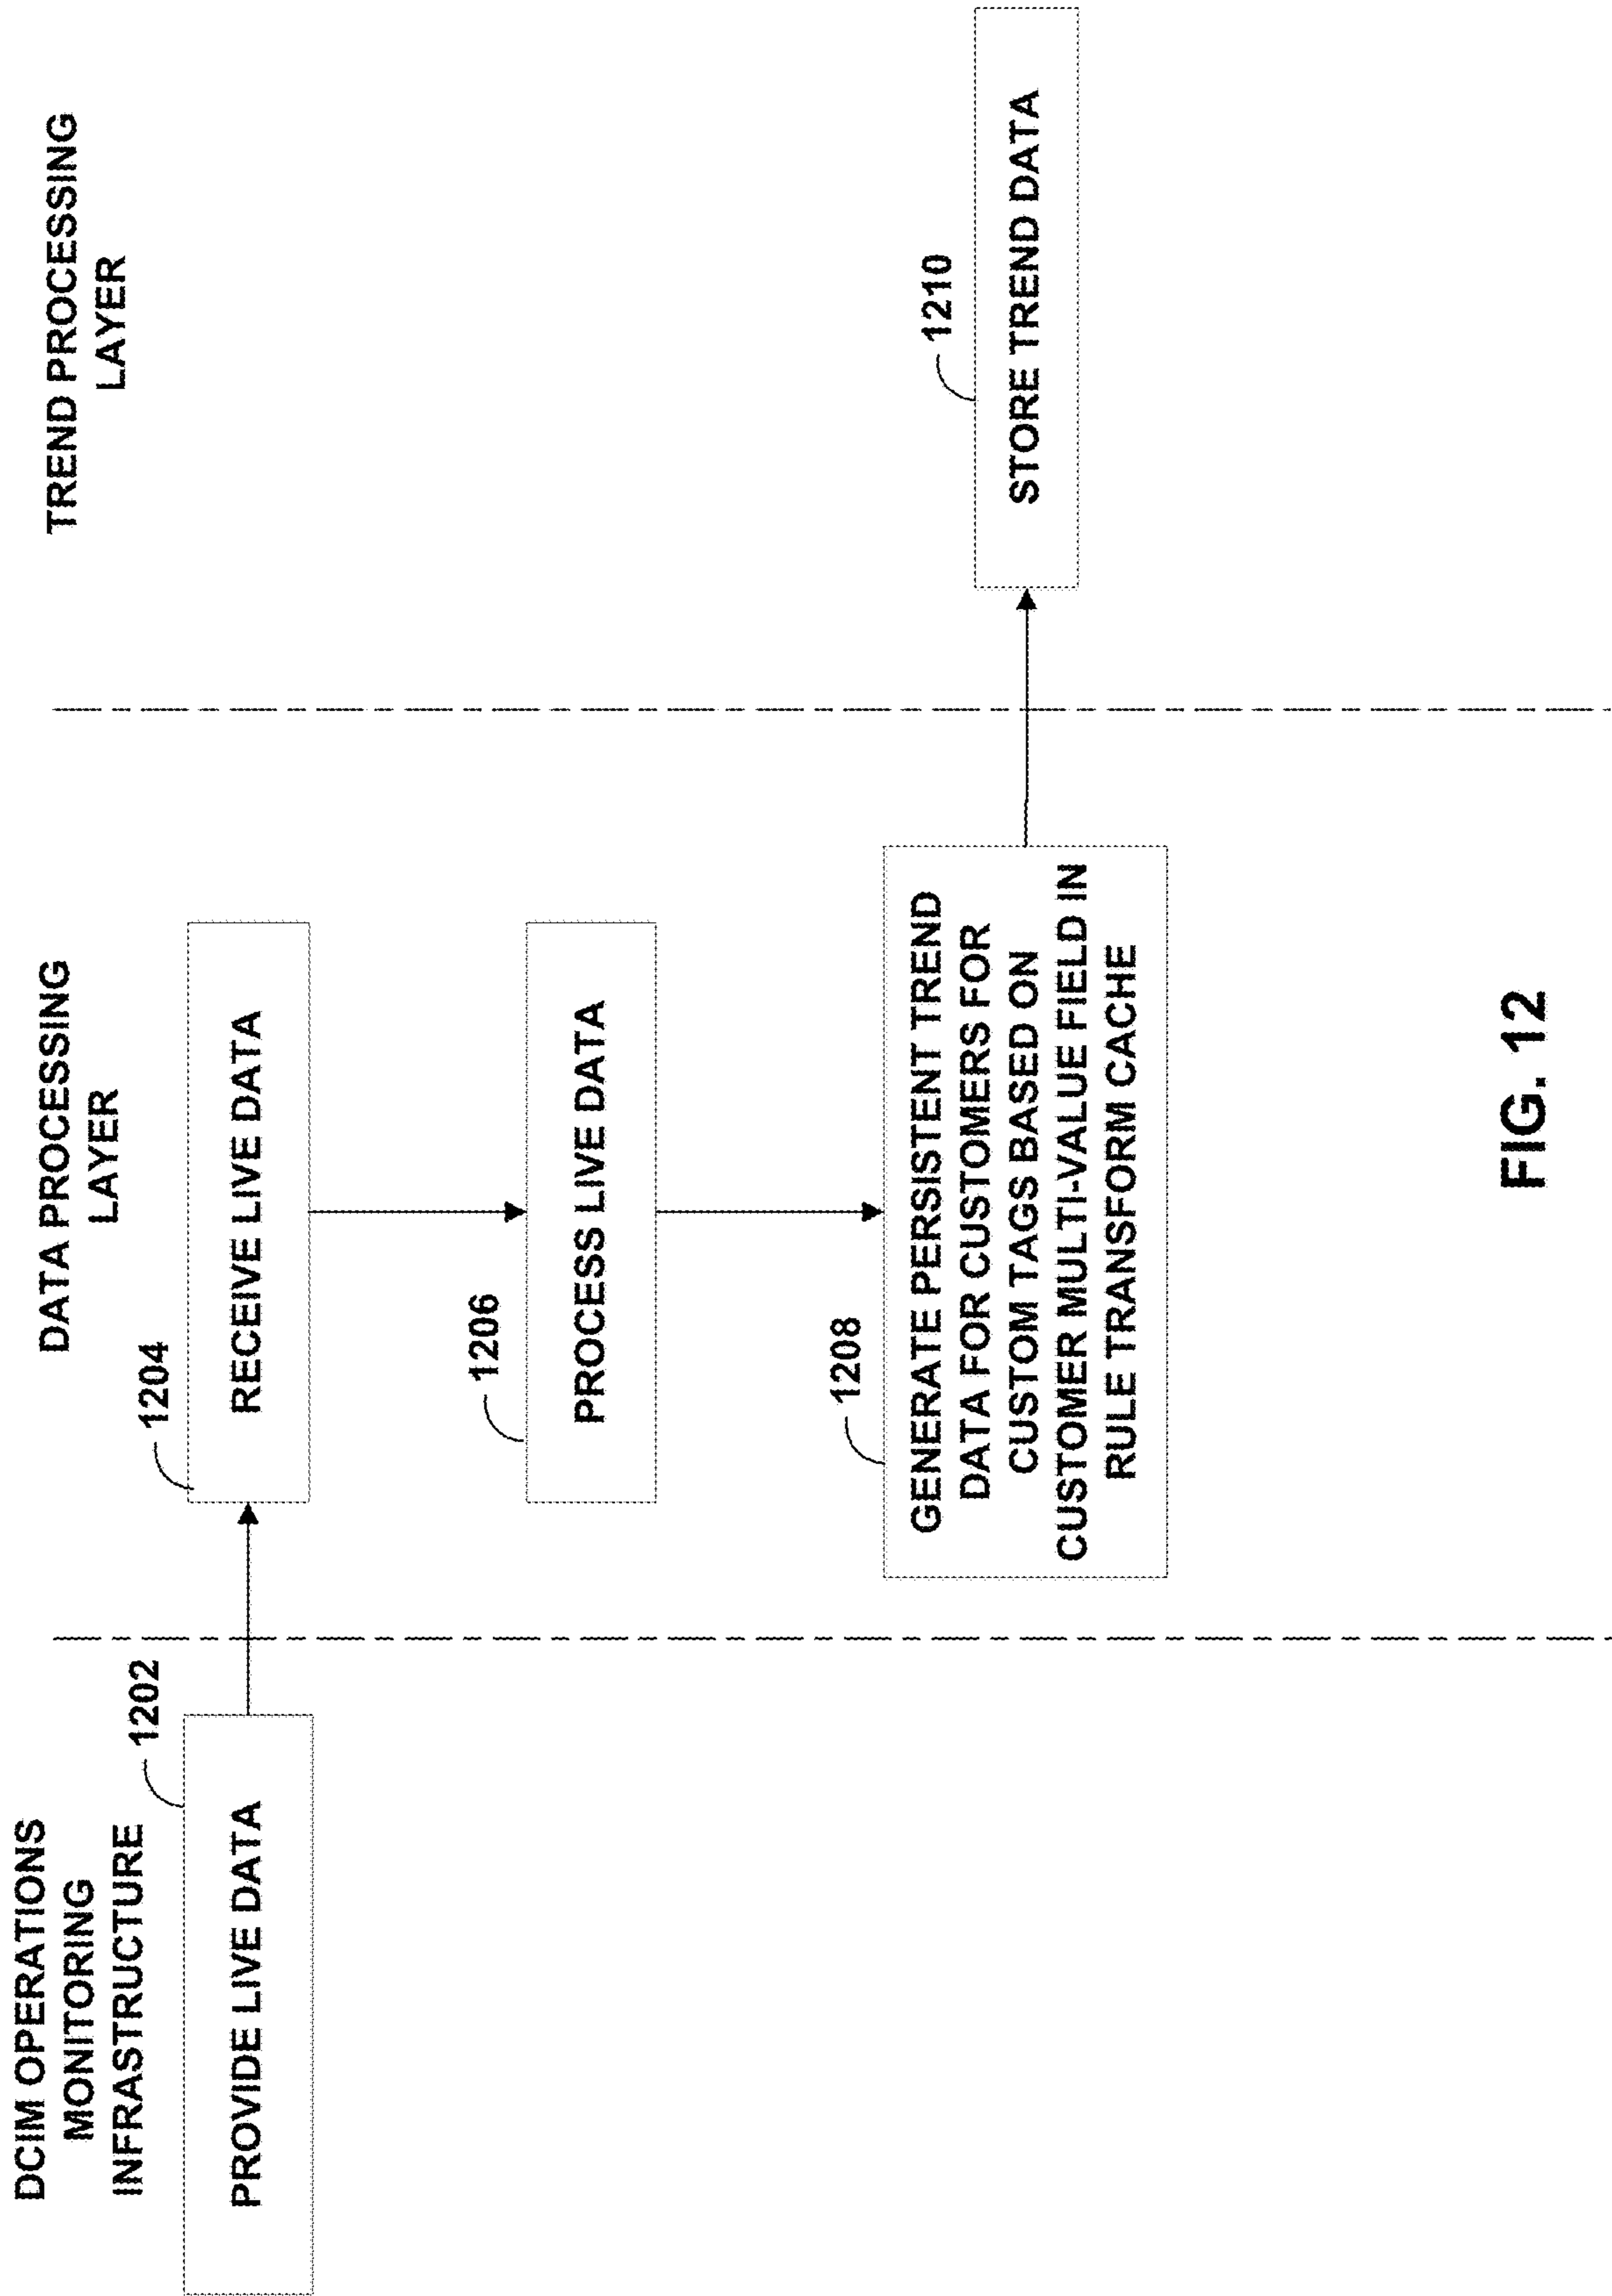 DCIM OPERATIONS
MONITORING
INFRASTRUCTURE
1202
PROVIDE LIVE DATA
DATA PROCESSING
LAYER
1204
RECEIVE LIVE DATA
1206
PROCESS LIVE DATA
1208
GENERATE PERSISTENT TREND
DATA FOR CUSTOMERS FOR
CUSTOM TAGS BASED ON
CUSTOMER MULTI-VALUE FIELD IN
RULE TRANSFORM CACHE
TREND PROCESSING
LAYER
1210
STORE TREND DATA
FIG. 12